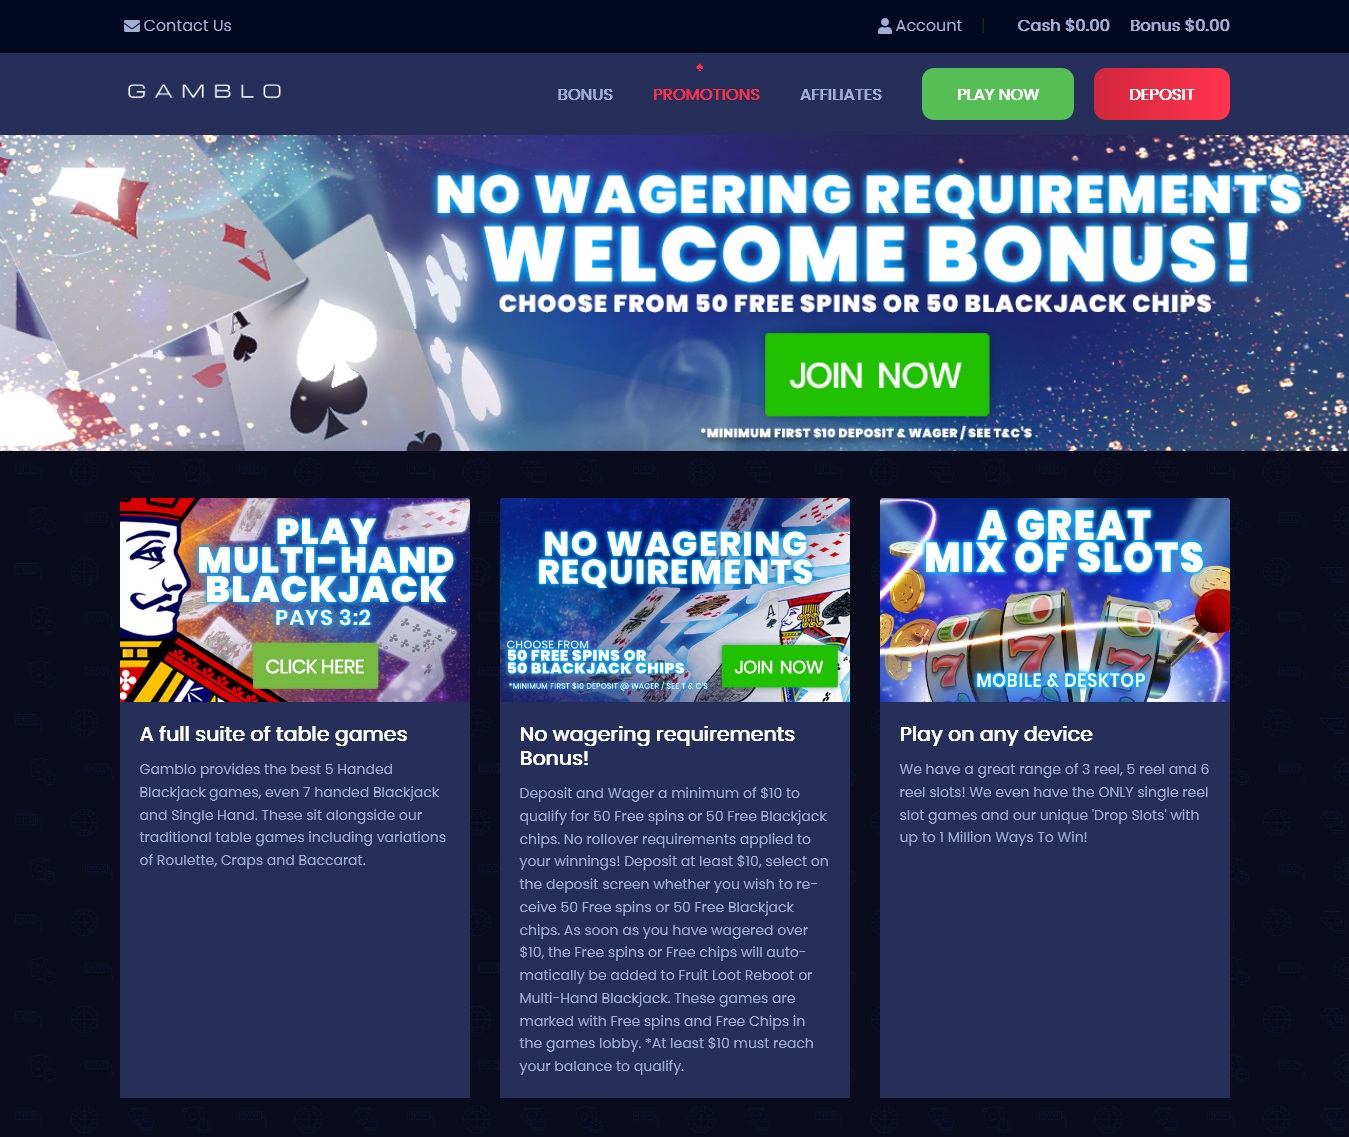 Contact Us
Account
Cash $0.00
Bonus $0.00
GAMBLO
BONUS
PROMOTIONS
AFFILIATES
PLAY NOW
DEPOSIT
NO WAGERING REQUIREMENTS
WELCOME BONUS!
CHOOSE FROM 50 FREE SPINS OR 50 BLACKJACK CHIPS
JOIN NOW
*MINIMUM FIRST $10 DEPOSIT & WAGER / SEE T&C'S
A
A
PLAY
MULTI-HAND
BLACKJACK
PAYS 3:2
CLICK HERE
A full suite of table games
Gamblo provides the best 5 Handed
Blackjack games, even 7 handed Blackjack
and Single Hand. These sit alongside our
traditional table games including variations
of Roulette, Craps and Baccarat.
NO WAGERING
REQUIREMENTS
CHOOSE FROM
50 FREE SPINS OR
50 BLACKJACK CHIPS
*MINIMUM FIRST $10 DEPOSIT @ WAGER / SEE T & C'S
JOIN NOW
A
No wagering requirements
Bonus!
Deposit and Wager a minimum of $10 to
qualify for 50 Free spins or 50 Free Blackjack
chips. No rollover requirements applied to
your winnings! Deposit at least $10, select on
the deposit screen whether you wish to re-
ceive 50 Free spins or 50 Free Blackjack
chips. As soon as you have wagered over
$10, the Free spins or Free chips will auto-
matically be added to Fruit Loot Reboot or
Multi-Hand Blackjack. These games are
marked with Free spins and Free Chips in
the games lobby. *At least $10 must reach
your balance to qualify.
A GREAT
MIX OF SLOTS
7
7
7
MOBILE & DESKTOP
Play on any device
We have a great range of 3 reel, 5 reel and 6
reel slots! We even have the ONLY single reel
slot games and our unique 'Drop Slots' with
up to 1 Million Ways To Win!